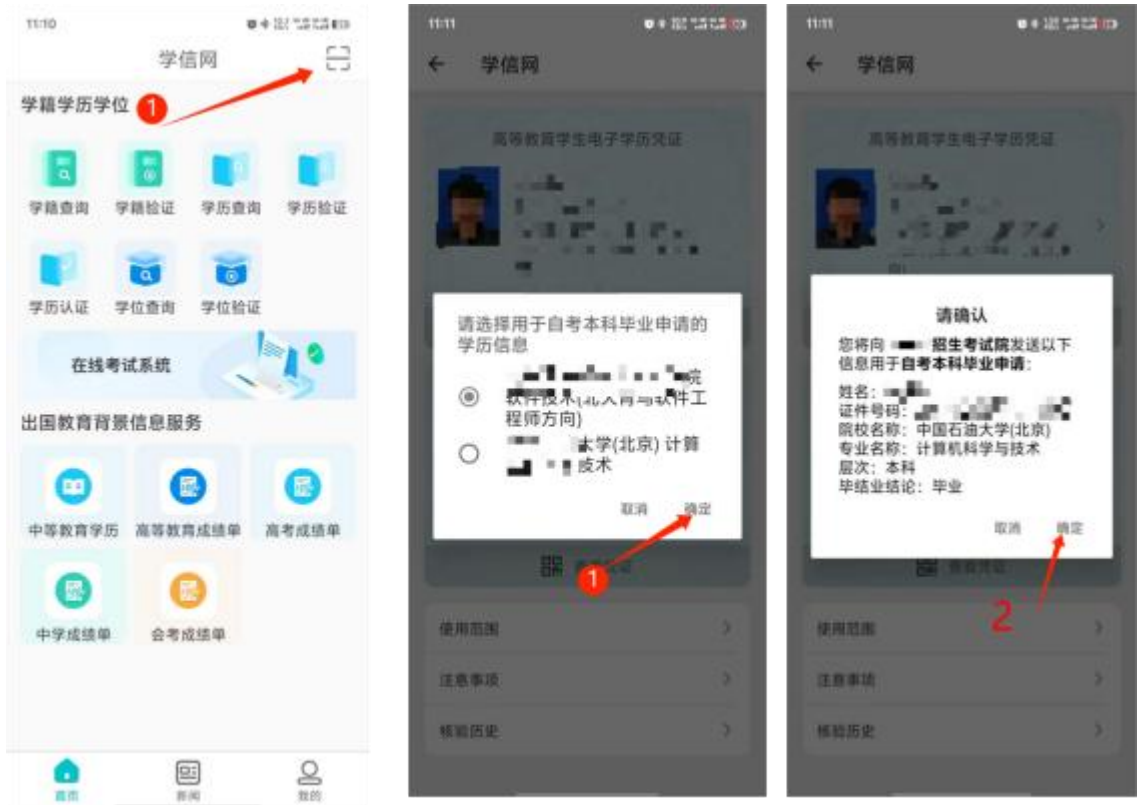 11:10
学信网
学籍学历学位
1
学籍查询 学籍验证 学历查询 学历验证
学历认证 学位查询 学位验证
在线考试系统
出国教育背景信息服务
中等教育学历 高等教育成绩单 高考成绩单
中学成绩单 会考成绩单
首页 新闻 我的
11:11
学信网
高等教育学生电子学历凭证
请选择用于自考本科毕业申请的
学历信息
院
软件技术(北大青鸟软件工
程师方向)
大学(北京) 计算
技术
取消 确定
1
使用范围
注意事项
核验历史
11:11
学信网
高等教育学生电子学历凭证
请确认
您将向 招生考试院发送以下
信息用于自考本科毕业申请:
姓名:
证件号码:
院校名称: 中国石油大学(北京)
专业名称: 计算机科学与技术
层次: 本科
毕结业结论: 毕业
取消 确定
2
使用范围
注意事项
核验历史